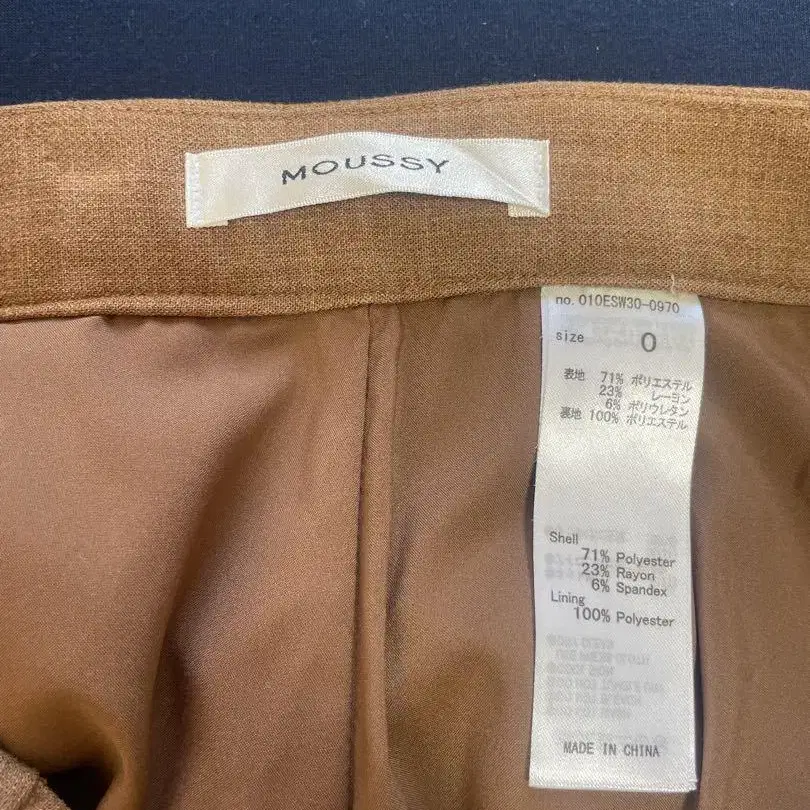 MOUSSY
no. 010ESW30-0970
size 0
表地 71% ポリエステル
23% レーヨン
6% ポリウレタン
裏地 100% ポリエステル
Shell
71% Polyester
23% Rayon
6% Spandex
Lining
100% Polyester
MADE IN CHINA